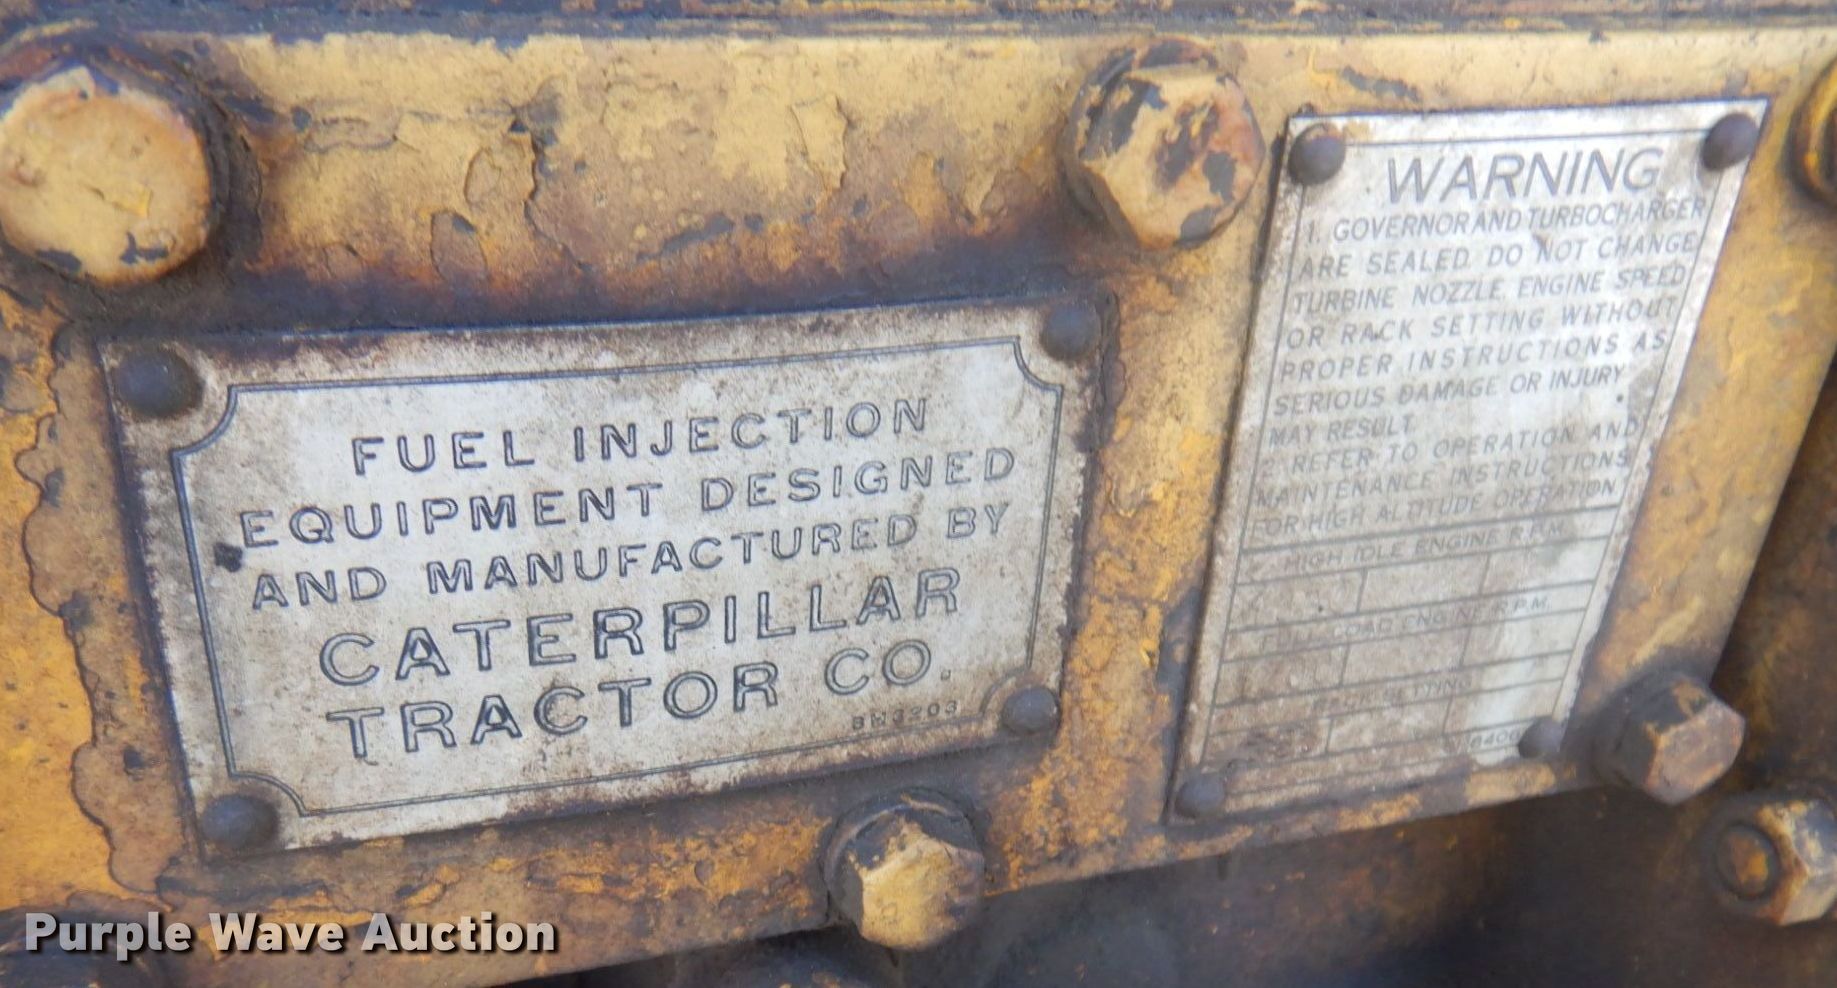 FUEL INJECTION
EQUIPMENT DESIGNED
AND MANUFACTURED BY
CATERPILLAR
TRACTOR CO.
8H3203
WARNING
1. GOVERNOR AND TURBOCHARGER
ARE SEALED. DO NOT CHANGE
TURBINE NOZZLE, ENGINE SPEED
OR RACK SETTING WITHOUT
PROPER INSTRUCTIONS AS
SERIOUS DAMAGE OR INJURY
MAY RESULT.
2. REFER TO OPERATION AND
MAINTENANCE INSTRUCTIONS
FOR HIGH ALTITUDE OPERATION
HIGH IDLE ENGINE R.P.M.
FULL LOAD ENGINE R.P.M.
RACK SETTING
Purple Wave Auction